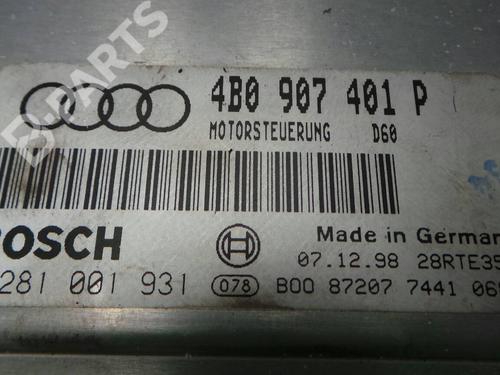 B-PARTS
4B0 907 401 P
MOTORSTEUERUNG D60
BOSCH
Made in German
07.12.98 28RTE35
281 001 931 078 B00 87207 7441 06